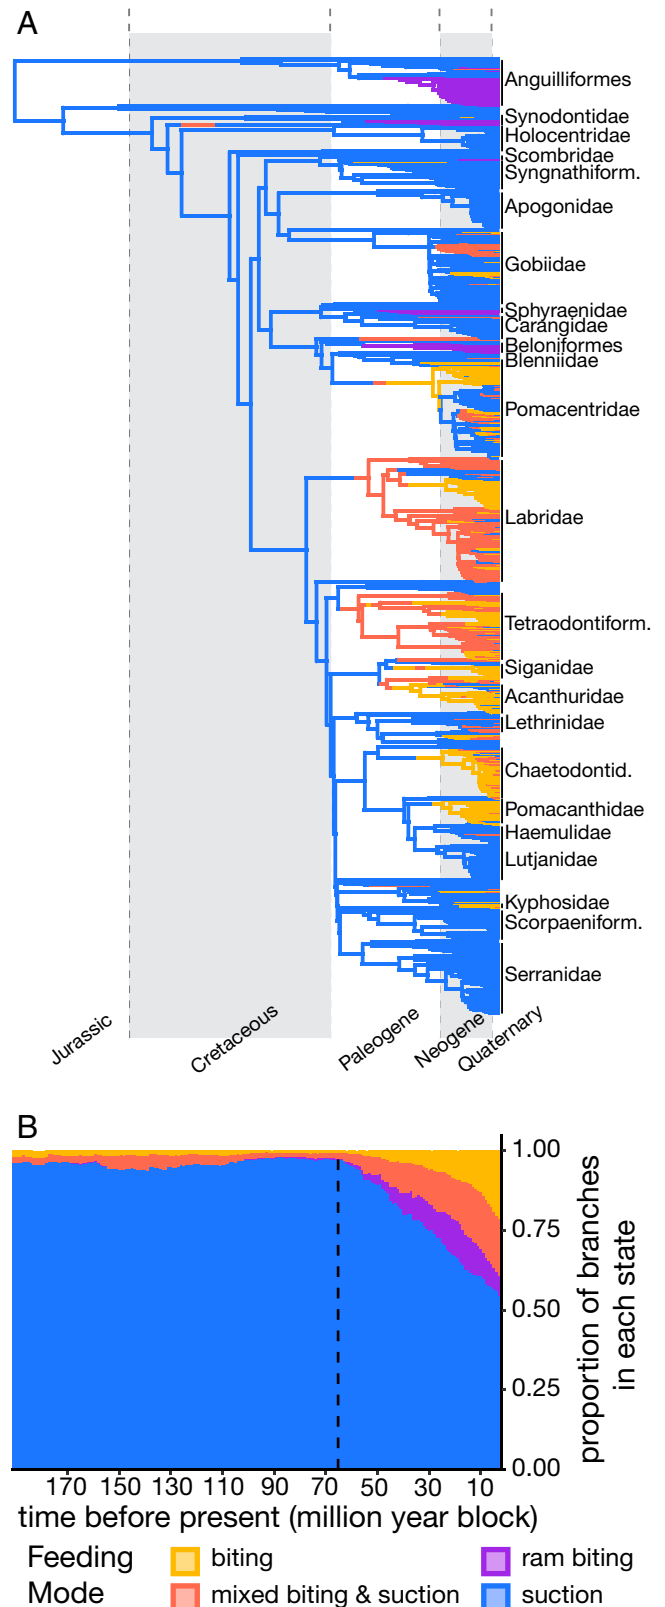 A
Anguilliformes
Synodontidae
Holocentridae
Scombridae
Syngnathiform.
Apogonidae
Gobiidae
Sphyraenidae
Carangidae
Beloniformes
Blenniidae
Pomacentridae
Labridae
Tetraodontiform.
Siganidae
Acanthuridae
Lethrinidae
Chaetodontid.
Pomacanthidae
Haemulidae
Lutjanidae
Kyphosidae
Scorpaeniform.
Serranidae
Jurassic
Cretaceous
Paleogene
Neogene
Quaternary
B
1.00
0.75
0.50
0.25
0.00
proportion of branches
in each state
170 150 130 110 90 70 50 30 10
time before present (million year block)
Feeding
Mode
biting
ram biting
mixed biting & suction
suction